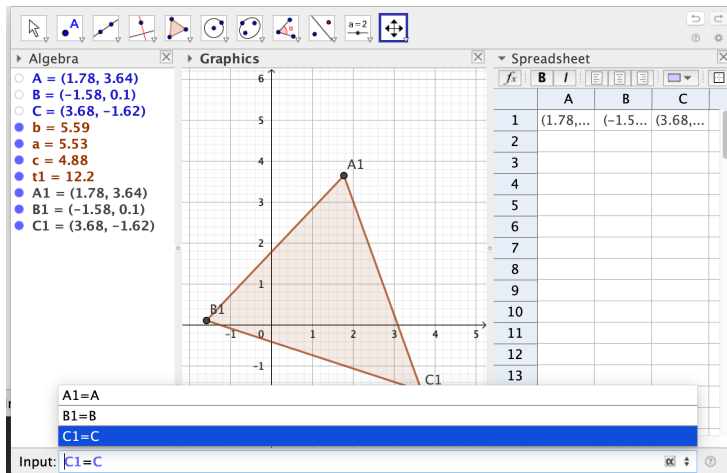 A
α
a=2
Algebra
A = (1.78, 3.64)
B = (−1.58, 0.1)
C = (3.68, −1.62)
b = 5.59
a = 5.53
c = 4.88
t1 = 12.2
A1 = (1.78, 3.64)
B1 = (−1.58, 0.1)
C1 = (3.68, −1.62)
Graphics
6
5
4
3
2
1
−1
−1 0 1 2 3 4 5
A1
B1
C1
Spreadsheet
fx B I
A B C
1 (1.78,... (−1.5... (3.68,...
2
3
4
5
6
7
8
9
10
11
12
13
A1=A
B1=B
C1=C
Input: C1=C α